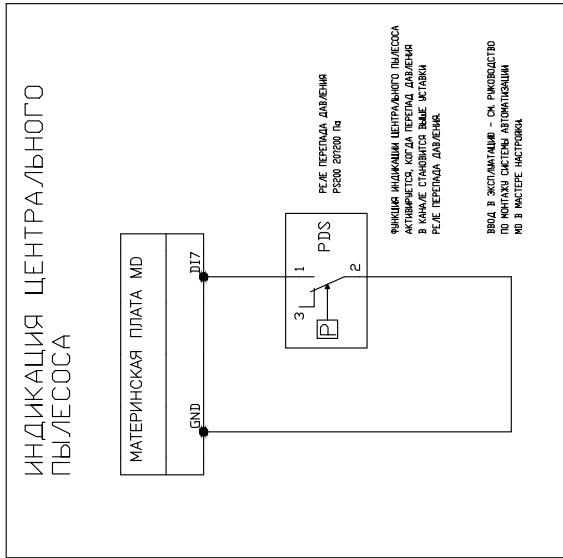 ИНДИКАЦИЯ ЦЕНТРАЛЬНОГО
ПЫЛЕСОСА
МАТЕРИНСКАЯ ПЛАТА MD
GND
DI7
P
3
1
2
PDS
РЕЛЕ ПЕРЕПАДА ДАВЛЕНИЯ
PS200 20?200 Па
ФУНКЦИЯ ИНДИКАЦИИ ЦЕНТРАЛЬНОГО ПЫЛЕСОСА
АКТИВИРУЕТСЯ, КОГДА ПЕРЕПАД ДАВЛЕНИЯ
В КАНАЛЕ СТАНОВИТСЯ ВЫШЕ УСТАВКИ
РЕЛЕ ПЕРЕПАДА ДАВЛЕНИЯ.
ВВОД В ЭКСПЛУАТАЦИЮ - СМ. РУКОВОДСТВО
ПО МОНТАЖУ СИСТЕМЫ АВТОМАТИЗАЦИИ
MD В МАСТЕРЕ НАСТРОЙКИ.